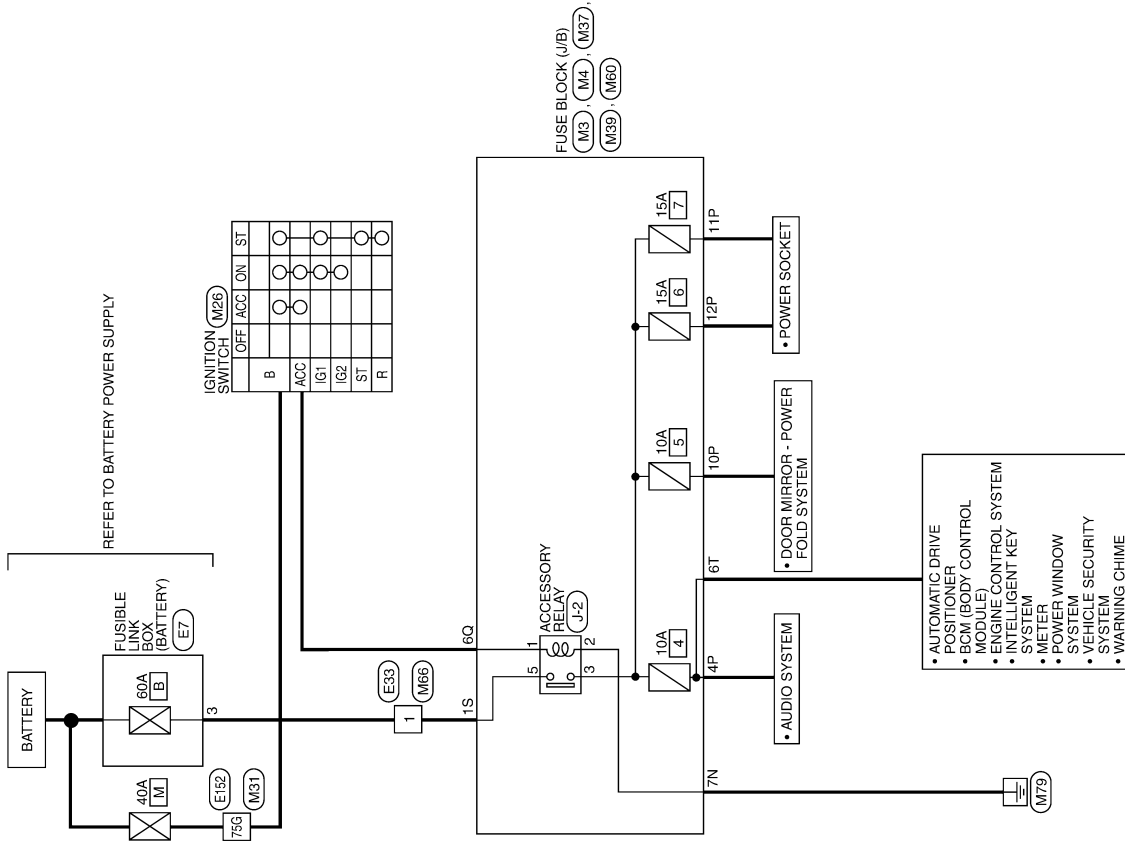 REFER TO BATTERY POWER SUPPLY
BATTERY
FUSIBLE
LINK
BOX
(BATTERY)
E7
60A
B
3
40A
M
E152
M31
75G
IGNITION
SWITCH
M26
OFF ACC ON ST
B
ACC
IG1
IG2
ST
R
E33
M66
1
1S
6Q
FUSE BLOCK (J/B)
M3 , M4 , M37 ,
M39 , M60
ACCESSORY
RELAY
J-2
5 1
3 2
10A
4
10A
5
15A
6
15A
7
7N
4P
6T
10P
12P
11P
• AUDIO SYSTEM
• DOOR MIRROR - POWER
FOLD SYSTEM
• POWER SOCKET
M79
• AUTOMATIC DRIVE
POSITIONER
• BCM (BODY CONTROL
MODULE)
• ENGINE CONTROL SYSTEM
• INTELLIGENT KEY
SYSTEM
• METER
• POWER WINDOW
SYSTEM
• VEHICLE SECURITY
SYSTEM
• WARNING CHIME